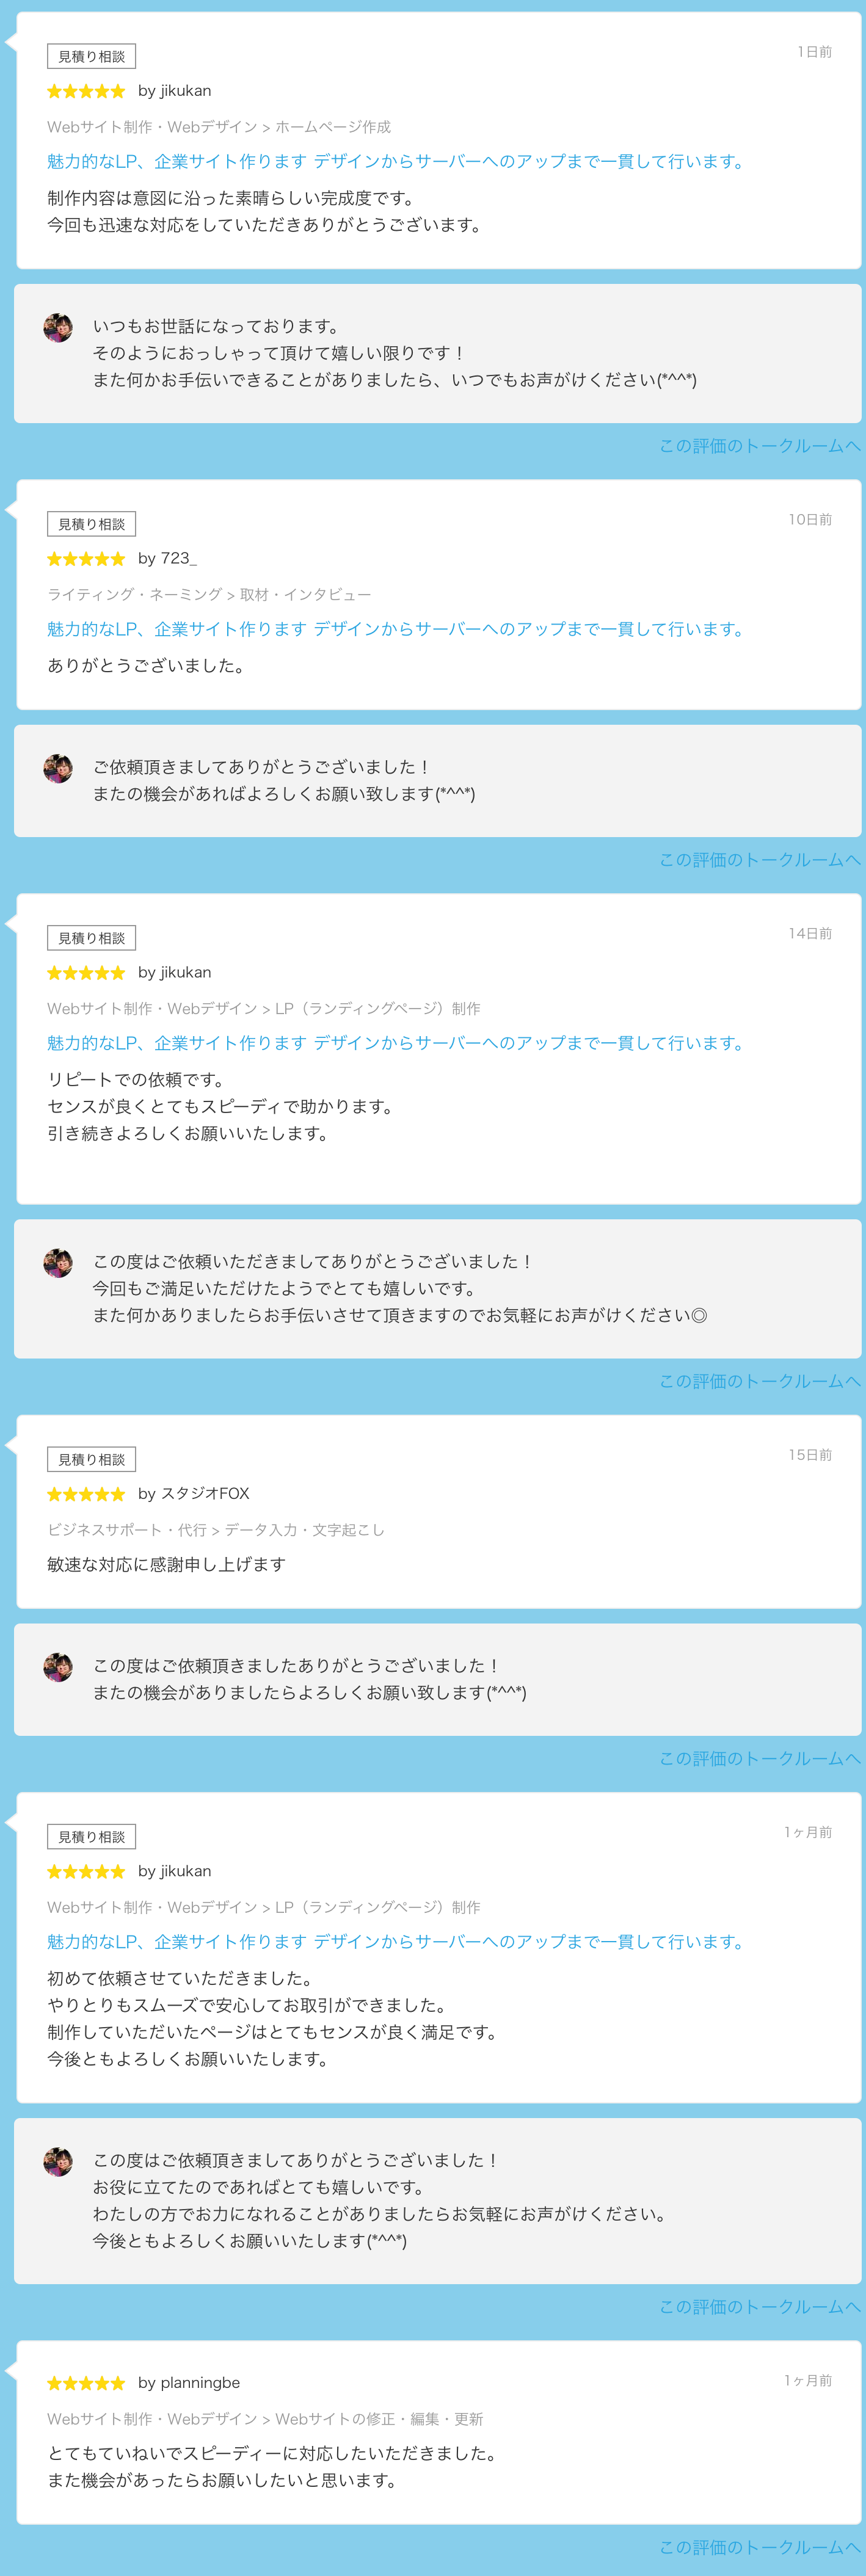 見積り相談
1日前
★★★★★ by jikukan
Webサイト制作・Webデザイン > ホームページ作成
魅力的なLP、企業サイト作ります デザインからサーバーへのアップまで一貫して行います。
制作内容は意図に沿った素晴らしい完成度です。
今回も迅速な対応をしていただきありがとうございます。
いつもお世話になっております。
そのようにおっしゃって頂けて嬉しい限りです！
また何かお手伝いできることがありましたら、いつでもお声がけください(*^^*)
この評価のトークルームへ
見積り相談
10日前
★★★★★ by 723_
ライティング・ネーミング > 取材・インタビュー
魅力的なLP、企業サイト作ります デザインからサーバーへのアップまで一貫して行います。
ありがとうございました。
ご依頼頂きましてありがとうございました！
またの機会があればよろしくお願い致します(*^^*)
この評価のトークルームへ
見積り相談
14日前
★★★★★ by jikukan
Webサイト制作・Webデザイン > LP（ランディングページ）制作
魅力的なLP、企業サイト作ります デザインからサーバーへのアップまで一貫して行います。
リピートでの依頼です。
センスが良くとてもスピーディで助かります。
引き続きよろしくお願いいたします。
この度はご依頼いただきましてありがとうございました！
今回もご満足いただけたようでとても嬉しいです。
また何かありましたらお手伝いさせて頂きますのでお気軽にお声がけください◎
この評価のトークルームへ
見積り相談
15日前
★★★★★ by スタジオFOX
ビジネスサポート・代行 > データ入力・文字起こし
敏速な対応に感謝申し上げます
この度はご依頼頂きましたありがとうございました！
またの機会がありましたらよろしくお願い致します(*^^*)
この評価のトークルームへ
見積り相談
1ヶ月前
★★★★★ by jikukan
Webサイト制作・Webデザイン > LP（ランディングページ）制作
魅力的なLP、企業サイト作ります デザインからサーバーへのアップまで一貫して行います。
初めて依頼させていただきました。
やりとりもスムーズで安心してお取引ができました。
制作していただいたページはとてもセンスが良く満足です。
今後ともよろしくお願いいたします。
この度はご依頼頂きましてありがとうございました！
お役に立てたのであればとても嬉しいです。
わたしの方でお力になれることがありましたらお気軽にお声がけください。
今後ともよろしくお願いいたします(*^^*)
この評価のトークルームへ
1ヶ月前
★★★★★ by planningbe
Webサイト制作・Webデザイン > Webサイトの修正・編集・更新
とてもていねいでスピーディーに対応したいただきました。
また機会があったらお願いしたいと思います。
この評価のトークルームへ